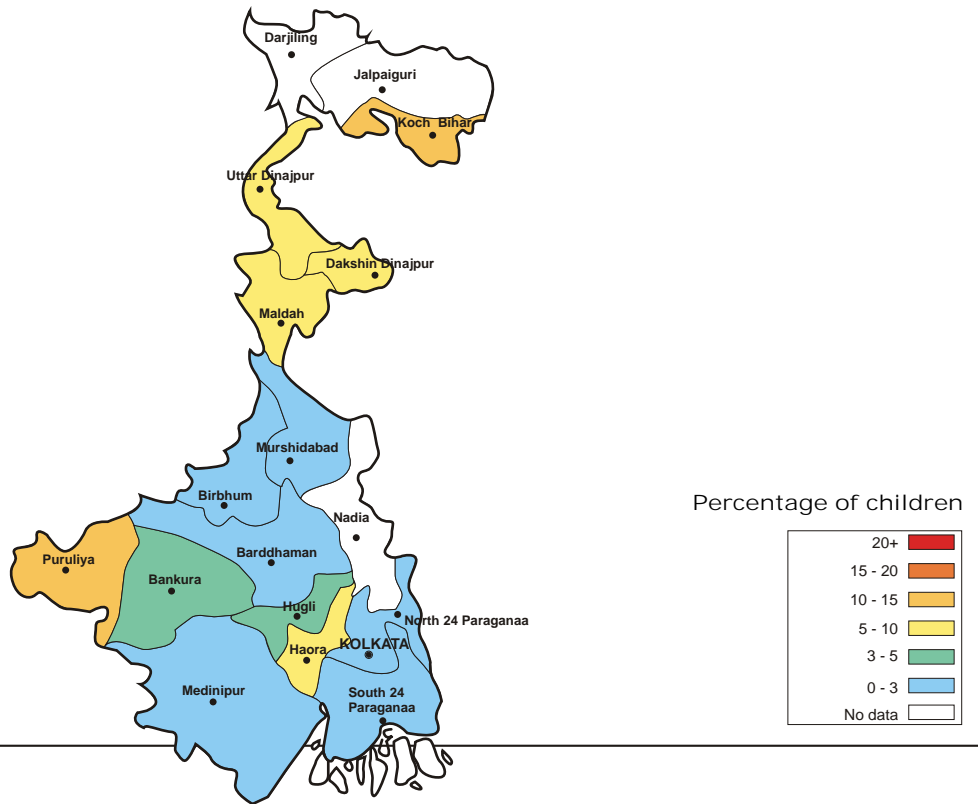 Darjiling
Jalpaiguri
Koch Bihar
Uttar Dinajpur
Dakshin Dinajpur
Maldah
Murshidabad
Birbhum
Nadia
Barddhaman
Puruliya
Bankura
Hugli
North 24 Paraganaa
KOLKATA
Haora
Medinipur
South 24
Paraganaa
Percentage of children
20+
15 - 20
10 - 15
5 - 10
3 - 5
0 - 3
No data